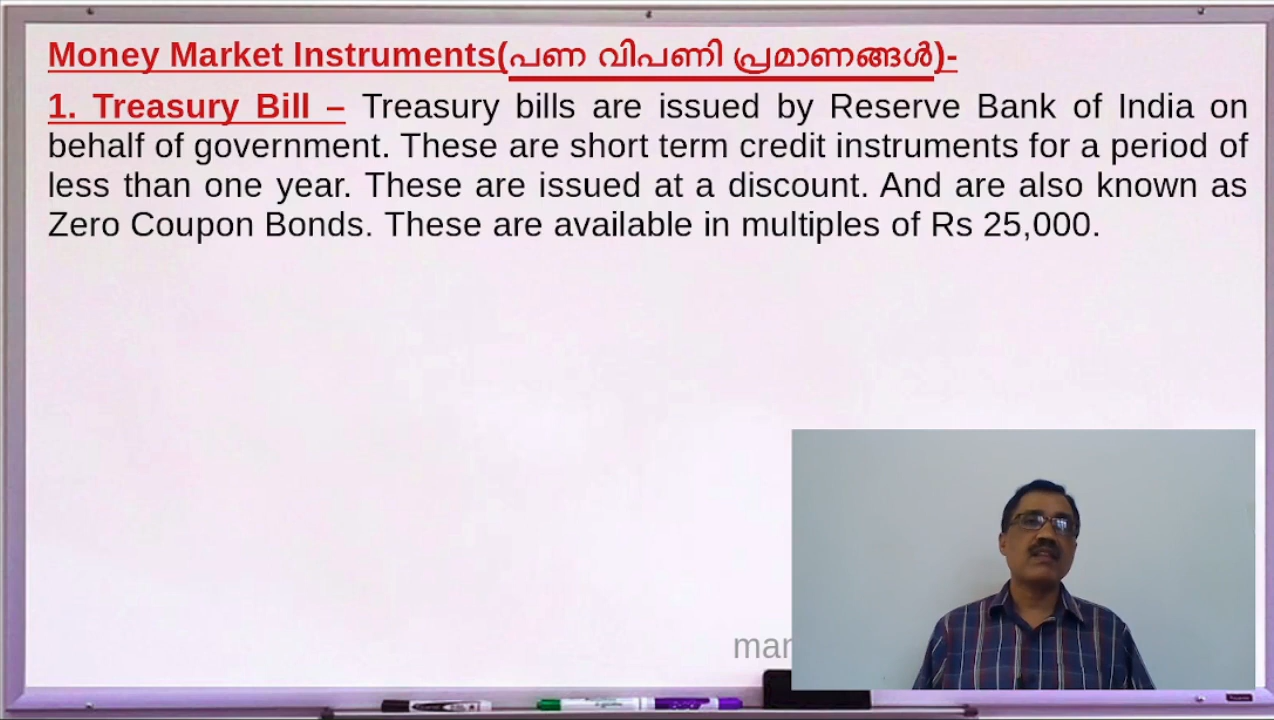 Money Market Instruments(പണ വിപണി പ്രമാണങ്ങൾ)-
1. Treasury Bill – Treasury bills are issued by Reserve Bank of India on
behalf of government. These are short term credit instruments for a period of
less than one year. These are issued at a discount. And are also known as
Zero Coupon Bonds. These are available in multiples of Rs 25,000.